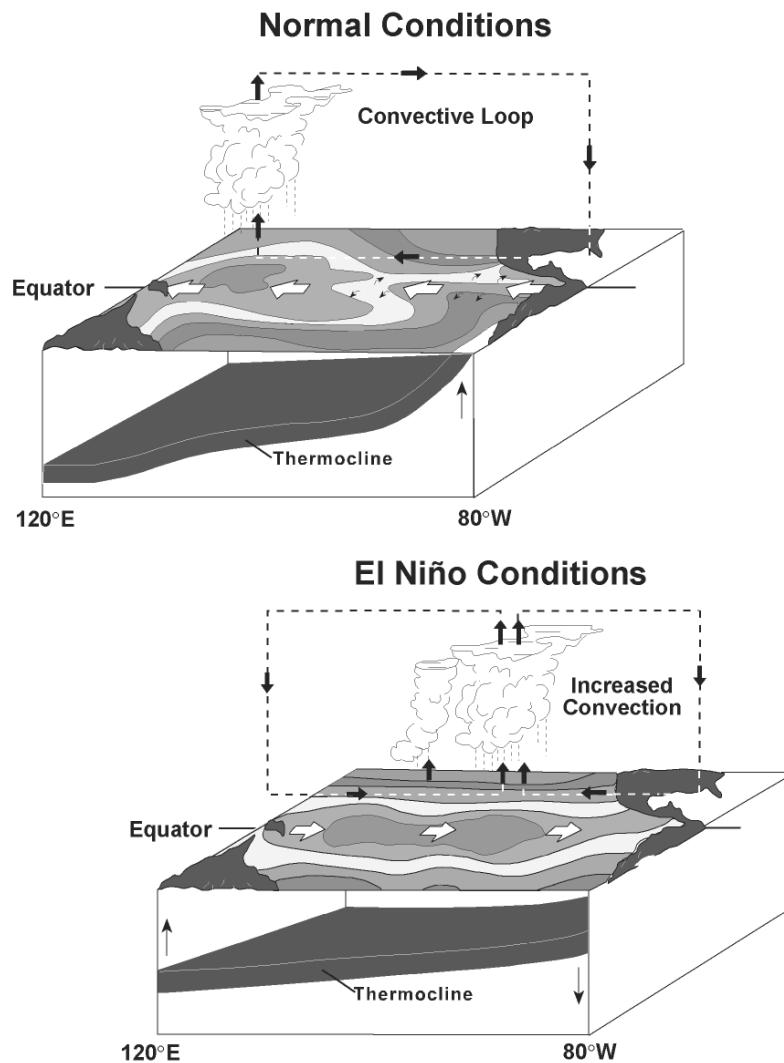 Normal Conditions
Convective Loop
Equator
Thermocline
120°E
80°W
El Niño Conditions
Increased
Convection
Equator
Thermocline
120°E
80°W